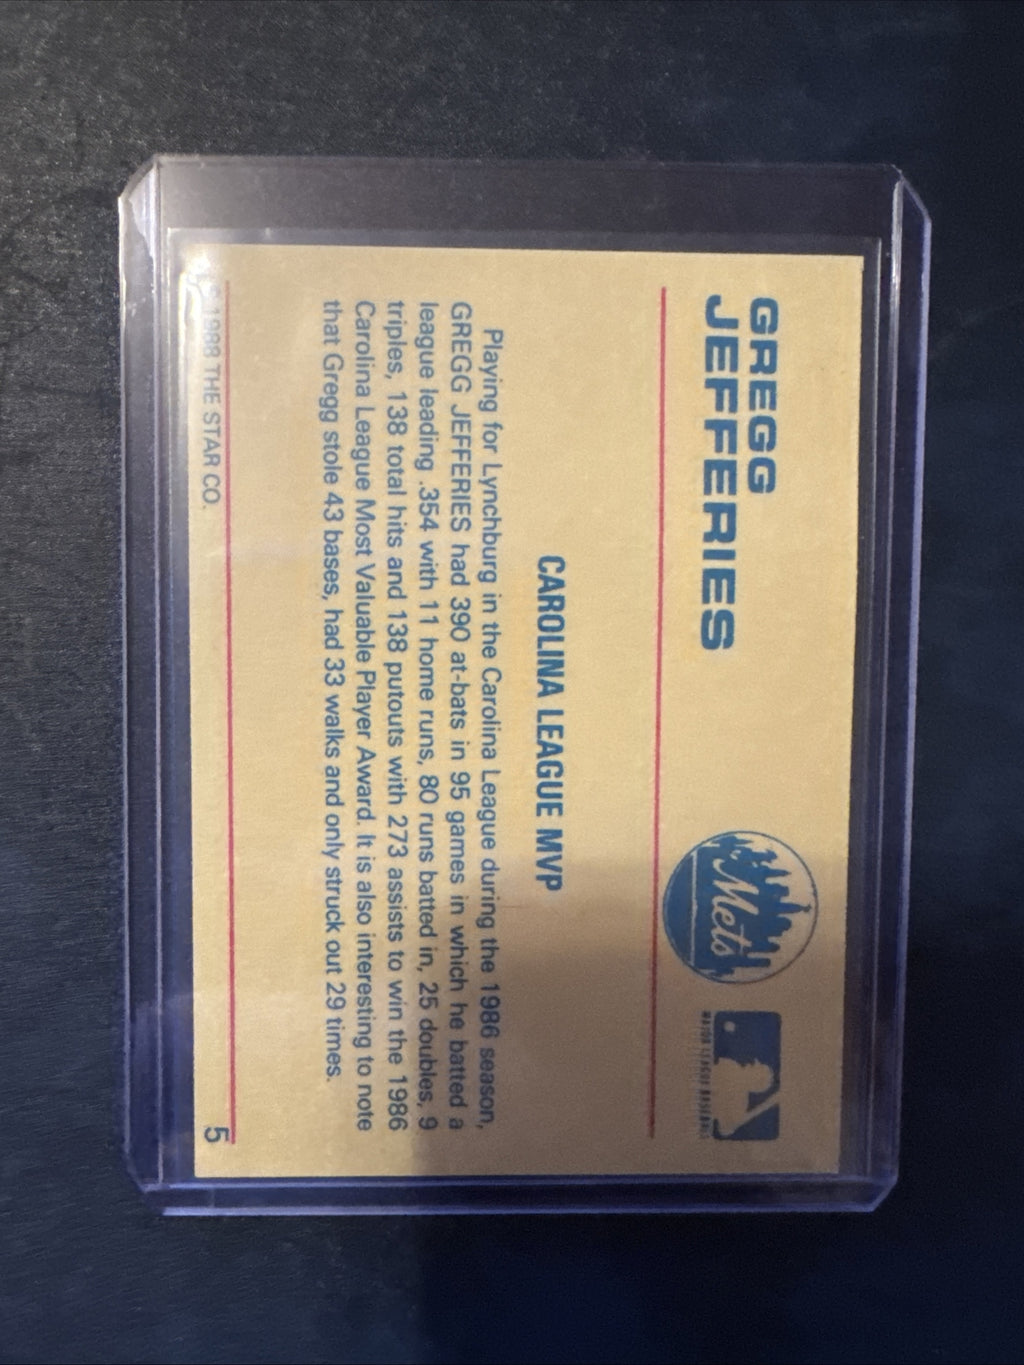 GREGG
JEFFERIES
Mets
MAJOR LEAGUE BASEBALL
CAROLINA LEAGUE MVP
Playing for Lynchburg in the Carolina League during the 1986 season,
GREGG JEFFERIES had 390 at-bats in 95 games in which he batted a
league leading .354 with 11 home runs, 80 runs batted in, 25 doubles, 9
triples, 138 total hits and 138 putouts with 273 assists to win the 1986
Carolina League Most Valuable Player Award. It is also interesting to note
that Gregg stole 43 bases, had 33 walks and only struck out 29 times.
© 1988 THE STAR CO.
5